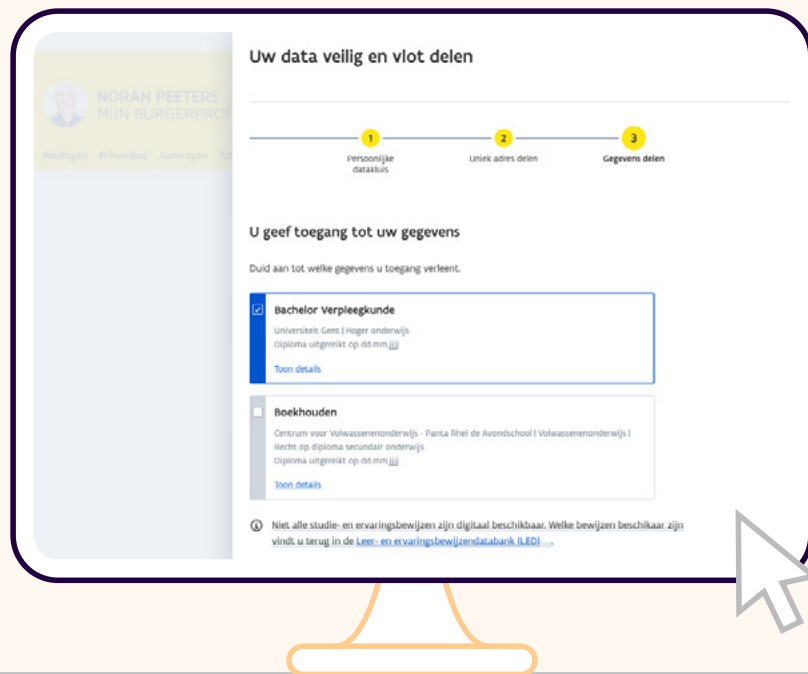 Uw data veilig en vlot delen
NORAH PEETERS
MIJN BURGERPROF
Meldingen Brievenbus Aanvragen
1
2
3
Persoonlijke
datakluis
Uniek adres delen
Gegevens delen
U geef toegang tot uw gegevens
Duid aan tot welke gegevens u toegang verleent.
Bachelor Verpleegkunde
Universiteit Gent | Hoger onderwijs
Diploma uitgereikt op dd.mm.jjjj
Toon details
Boekhouden
Centrum voor Volwassenenonderwijs - Panta Rhei de Avondschool | Volwassenenonderwijs |
Recht op diploma secundair onderwijs
Diploma uitgereikt op dd.mm.jjjj
Toon details
Niet alle studie- en ervaringsbewijzen zijn digitaal beschikbaar. Welke bewijzen beschikaar zijn
vindt u terug in de Leer- en ervaringsbewijzendatabank (LED) .